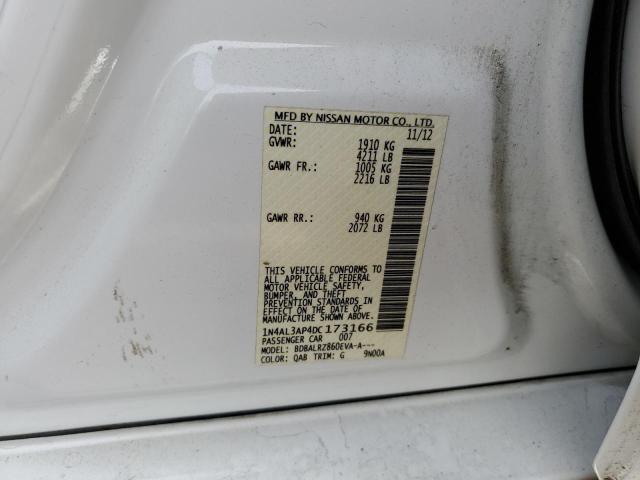 MFD BY NISSAN MOTOR CO., LTD.
DATE: 11/12
GVWR: 1910 KG
4211 LB
GAWR FR.: 1005 KG
2216 LB
GAWR RR.: 940 KG
2072 LB
THIS VEHICLE CONFORMS TO
ALL APPLICABLE FEDERAL
MOTOR VEHICLE SAFETY,
BUMPER, AND THEFT
PREVENTION STANDARDS IN
EFFECT ON THE DATE OF
MANUFACTURE SHOWN ABOVE.
1N4AL3AP4DC173166
PASSENGER CAR 007
MODEL: BDBALRZ860EVA-A---
COLOR: QAB TRIM: G 9N00A